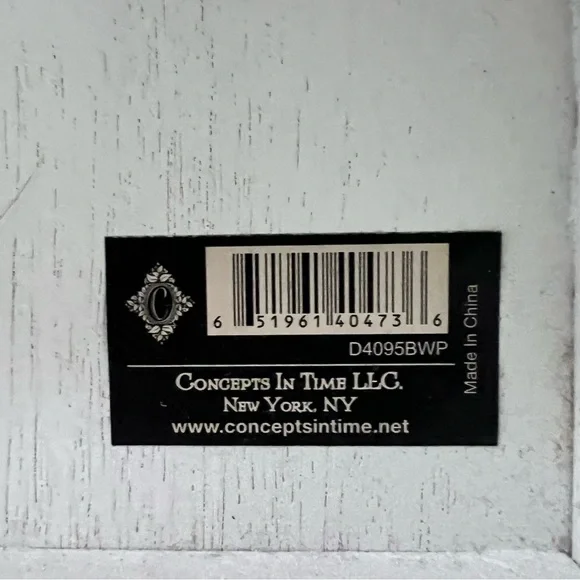 C
6 51961 40473 6
D4095BWP
Made In China
CONCEPTS IN TIME LLC.
NEW YORK, NY
www.conceptsintime.net